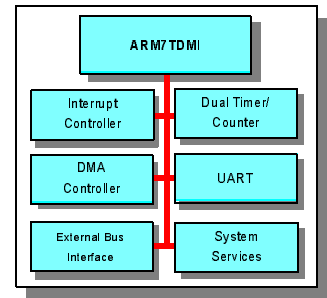 ARM7TDMI
Interrupt
Controller
Dual Timer/
Counter
DMA
Controller
UART
External Bus
Interface
System
Services